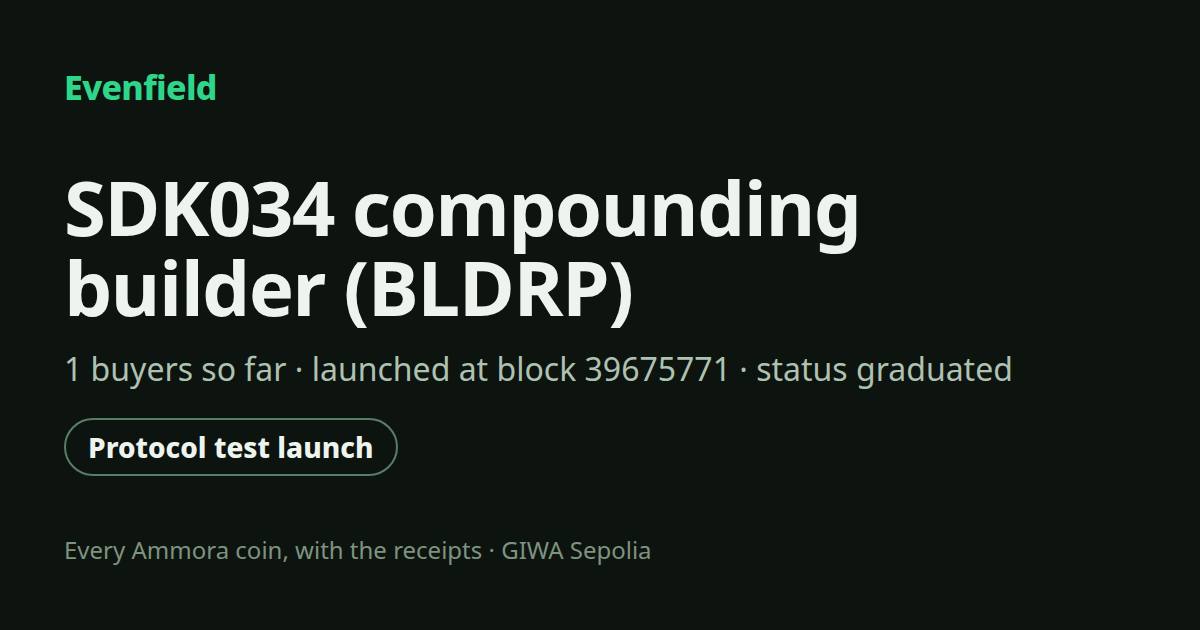 Evenfield
SDK034 compounding
builder (BLDRP)
1 buyers so far · launched at block 39675771 · status graduated
Protocol test launch
Every Ammora coin, with the receipts · GIWA Sepolia